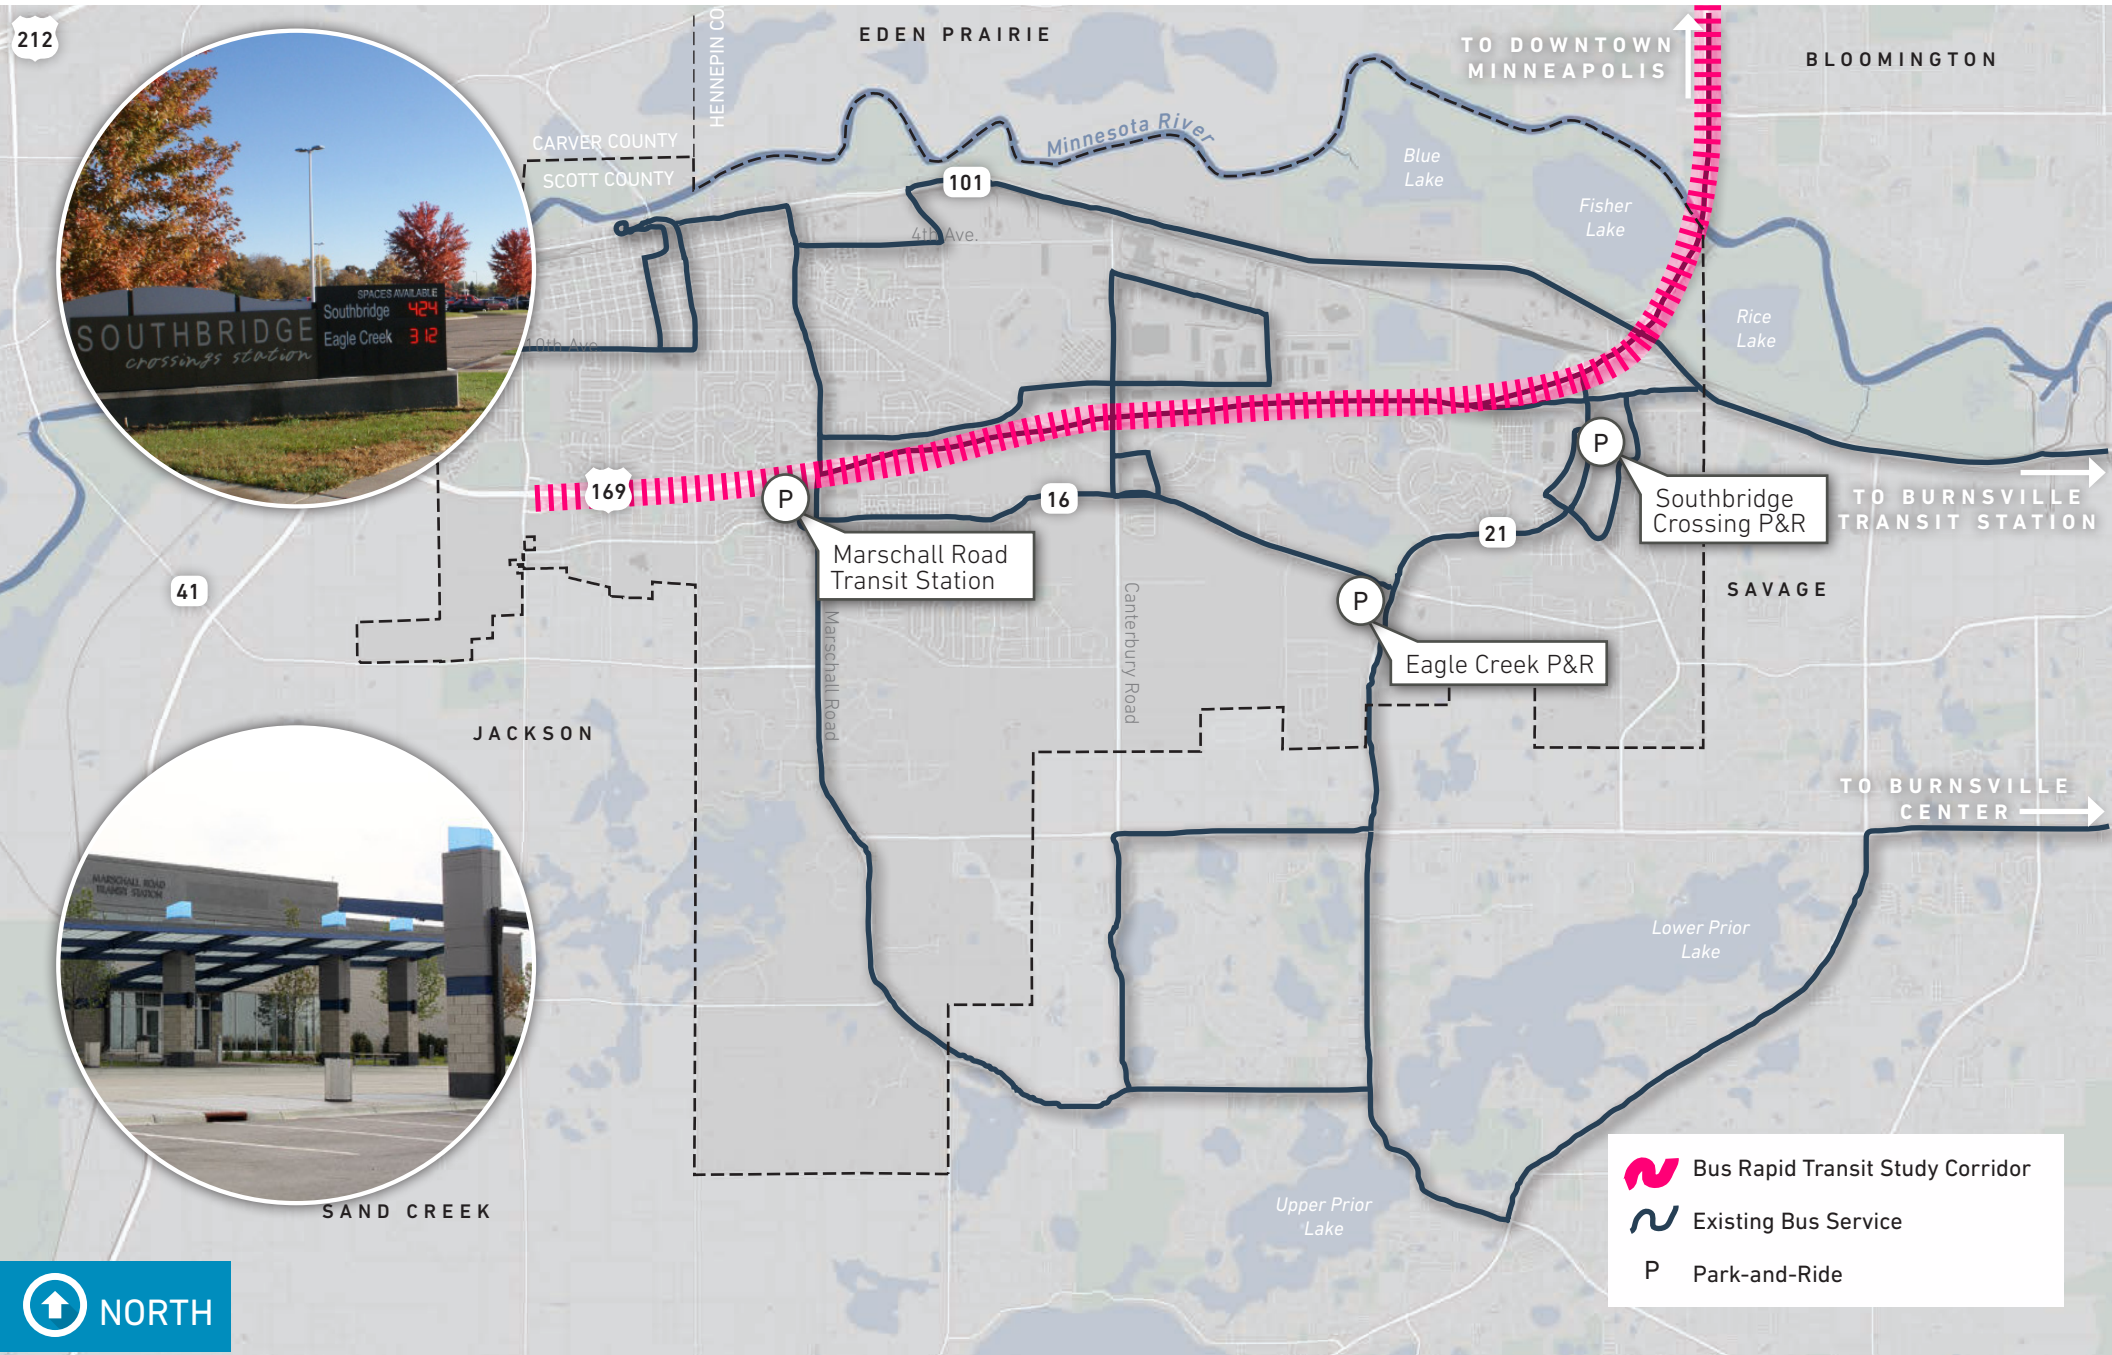 212
EDEN PRAIRIE
TO DOWNTOWN
MINNEAPOLIS
BLOOMINGTON
HENNEPIN CO.
CARVER COUNTY
SCOTT COUNTY
Minnesota River
Blue
Lake
101
Fisher
Lake
4th Ave.
SPACES AVAILABLE
Southbridge 424
Eagle Creek 312
SOUTHBRIDGE
crossings station
10th Ave.
Rice
Lake
169
P
P
16
Southbridge
Crossing P&R
TO BURNSVILLE
TRANSIT STATION
21
Marschall Road
Transit Station
41
P
SAVAGE
Marschall Road
Canterbury Road
Eagle Creek P&R
JACKSON
TO BURNSVILLE
CENTER
MARSCHALL ROAD
TRANSIT STATION
Lower Prior
Lake
Upper Prior
Lake
SAND CREEK
Bus Rapid Transit Study Corridor
Existing Bus Service
P Park-and-Ride
NORTH